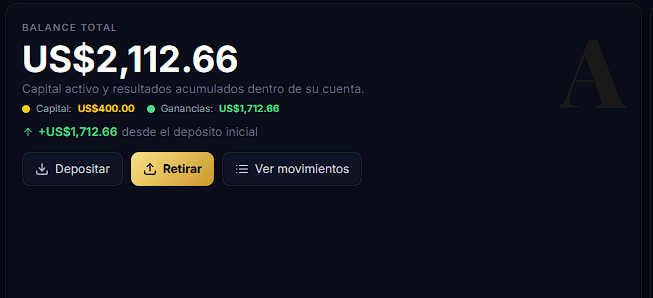 BALANCE TOTAL
US$2,112.66
Capital activo y resultados acumulados dentro de su cuenta.
Capital: US$400.00 Ganancias: US$1,712.66
↑ +US$1,712.66 desde el depósito inicial
Depositar Retirar Ver movimientos
A